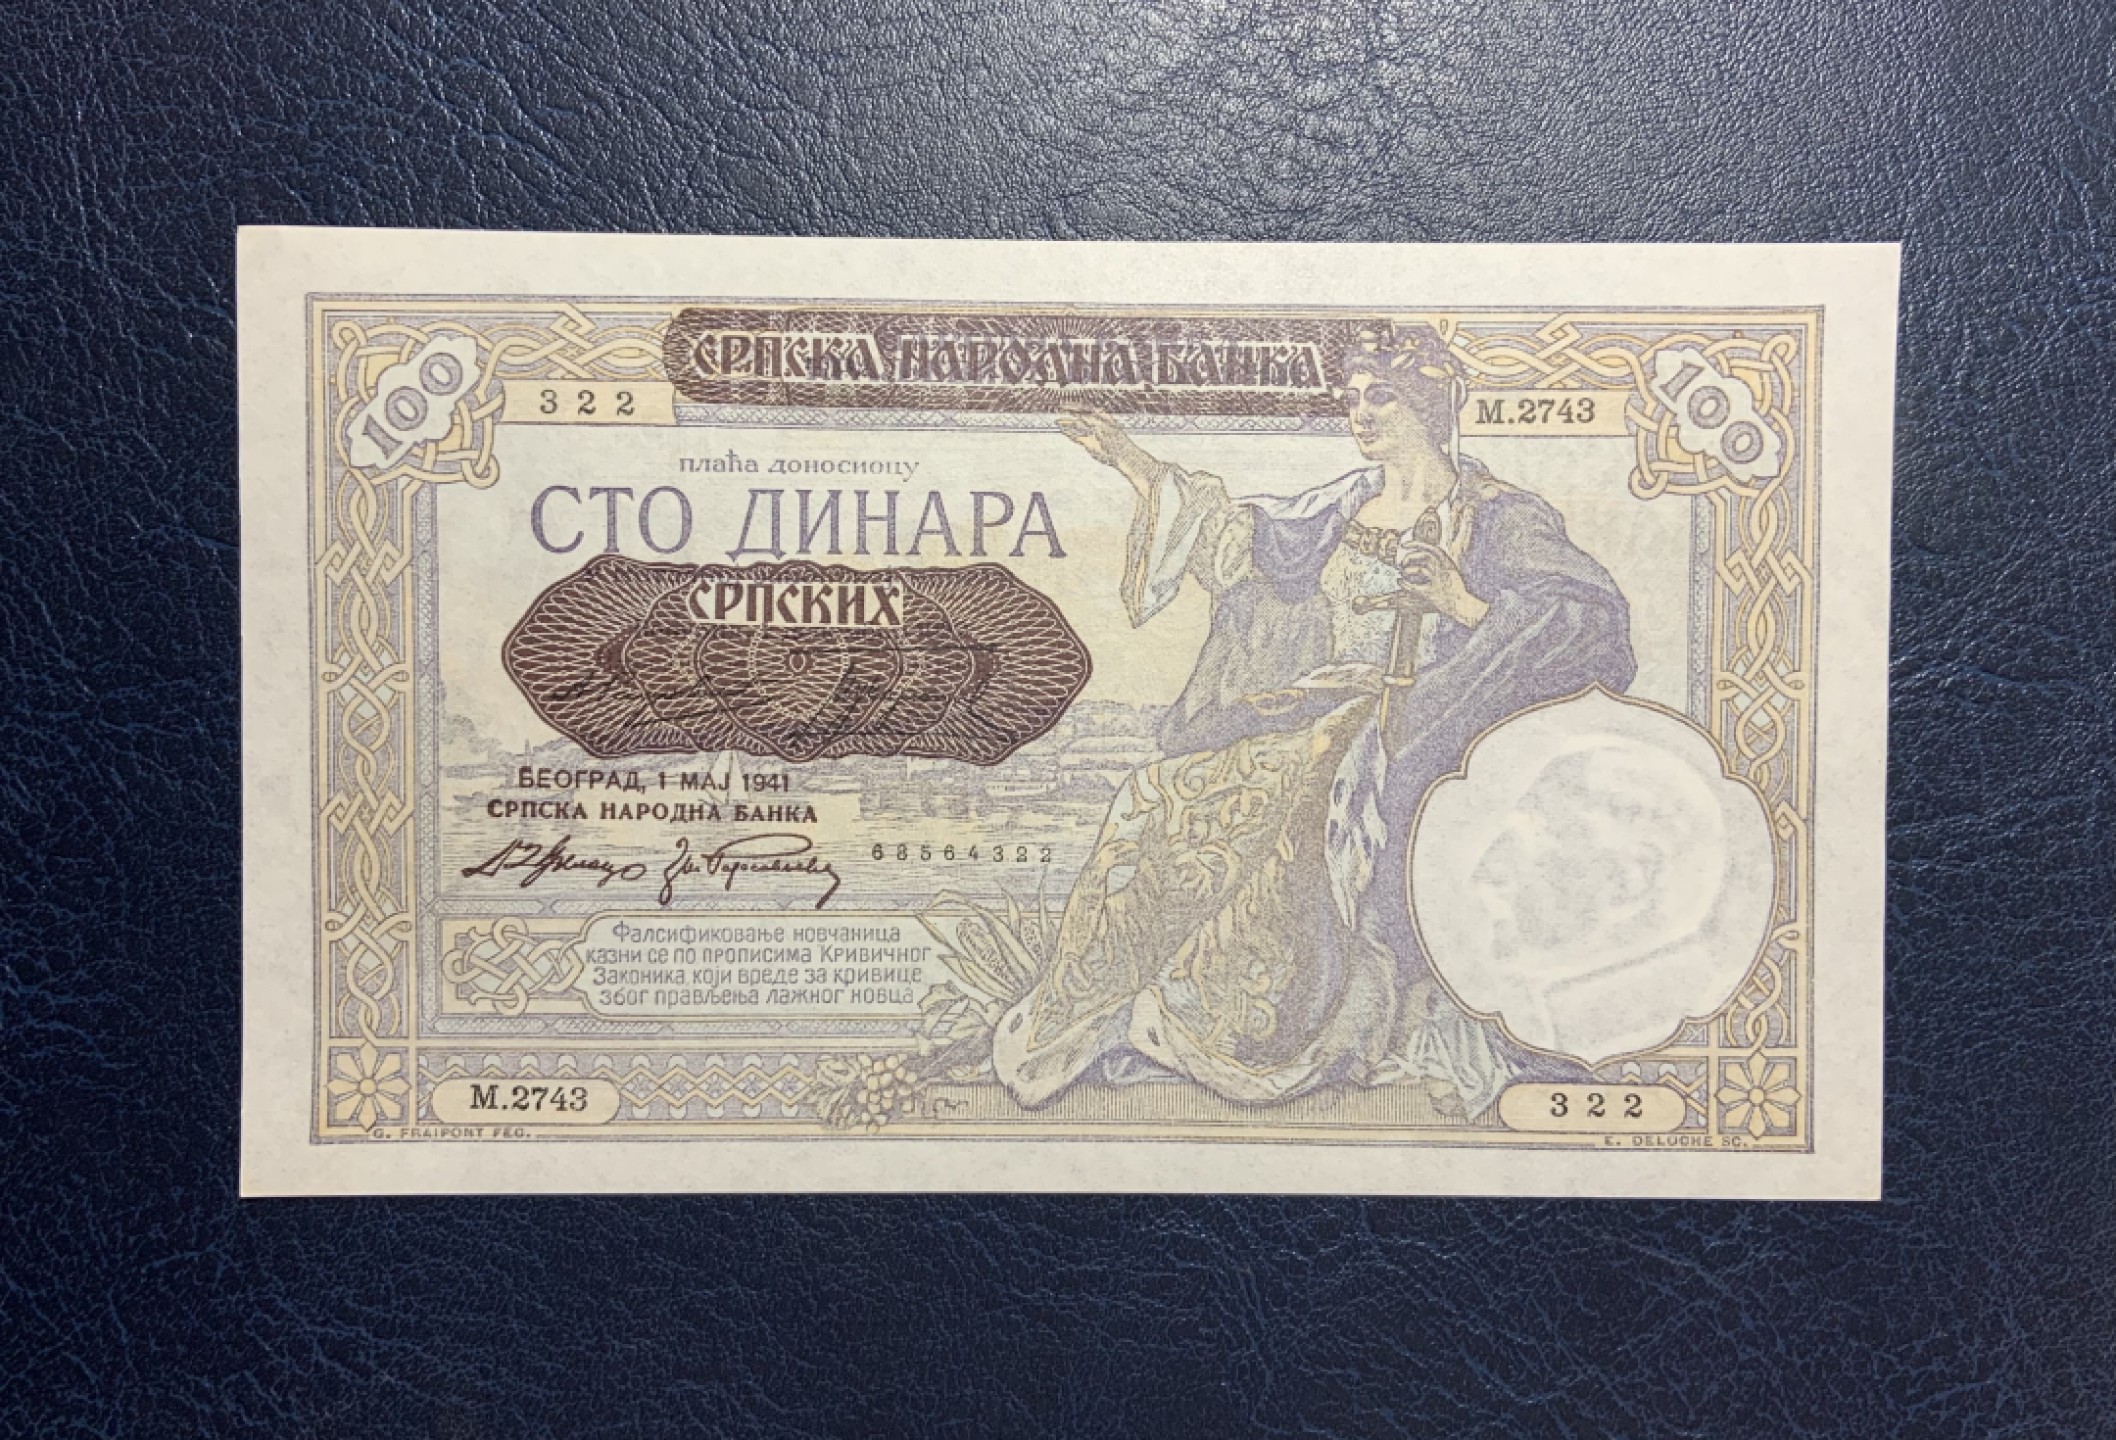 СРПСКА НАРОДНА БАНКА
100
322
М.2743
100
плаћа доносиоцу
СТО ДИНАРА
СРПСКИХ
БЕОГРАД, 1 МАЈ 1941
СРПСКА НАРОДНА БАНКА
68564322
Фалсификовање новчаница
казни се по прописима Кривичног
Законика, који вреде за кривице
због прављења лажног новца
М.2743
322
G. FRAIPONT FEC.
E. DELOCHE SC.